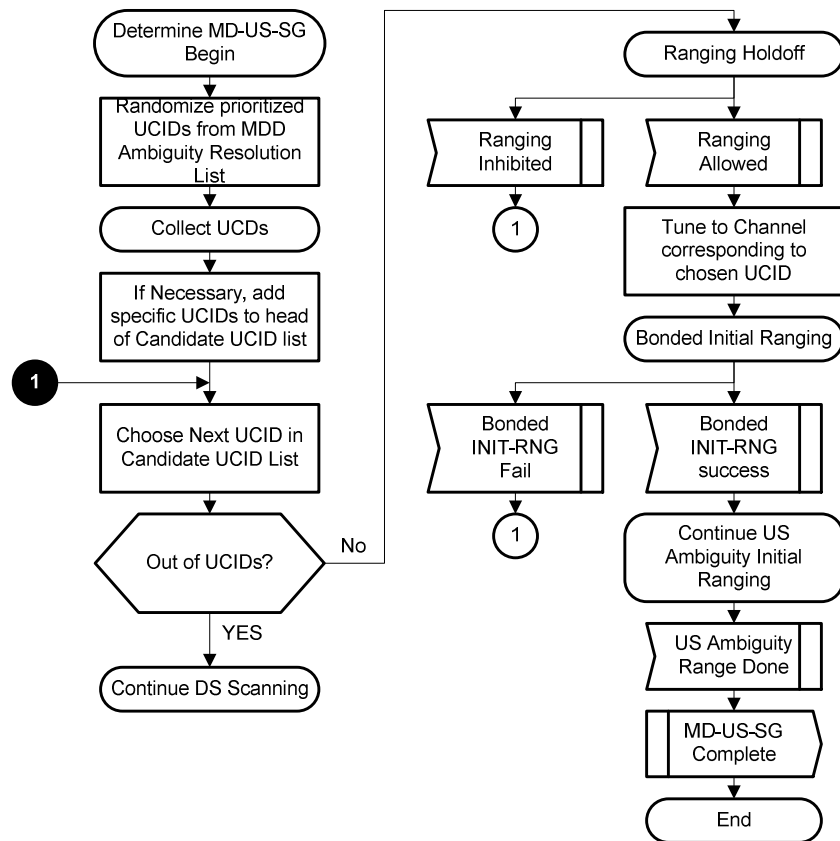 Determine MD-US-SG
Begin
Randomize prioritized
UCIDs from MDD
Ambiguity Resolution
List
Collect UCDs
If Necessary, add
specific UCIDs to head
of Candidate UCID list
1
Choose Next UCID in
Candidate UCID List
Out of UCIDs?
No
YES
Continue DS Scanning
Ranging Holdoff
Ranging
Inhibited
Ranging
Allowed
1
Tune to Channel
corresponding to
chosen UCID
Bonded Initial Ranging
Bonded
INIT-RNG
Fail
Bonded
INIT-RNG
success
1
Continue US
Ambiguity Initial
Ranging
US Ambiguity
Range Done
MD-US-SG
Complete
End